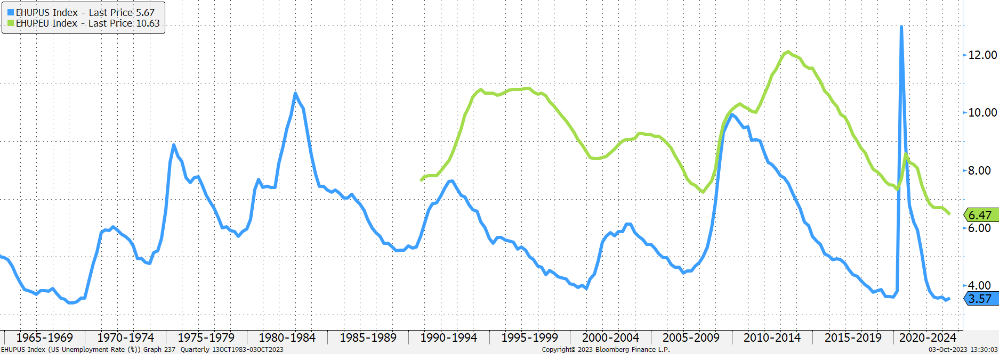 EHUPUS Index - Last Price 5.67
EHUPEU Index - Last Price 10.63
12.00
10.00
8.00
6.47
6.00
4.00
3.57
1965-1969 1970-1974 1975-1979 1980-1984 1985-1989 1990-1994 1995-1999 2000-2004 2005-2009 2010-2014 2015-2019 2020-2024
EHUPUS Index (US Unemployment Rate (%)) Graph 237 Quarterly 13OCT1983-03OCT2023 Copyright© 2023 Bloomberg Finance L.P. 03-Oct-2023 13:30:03